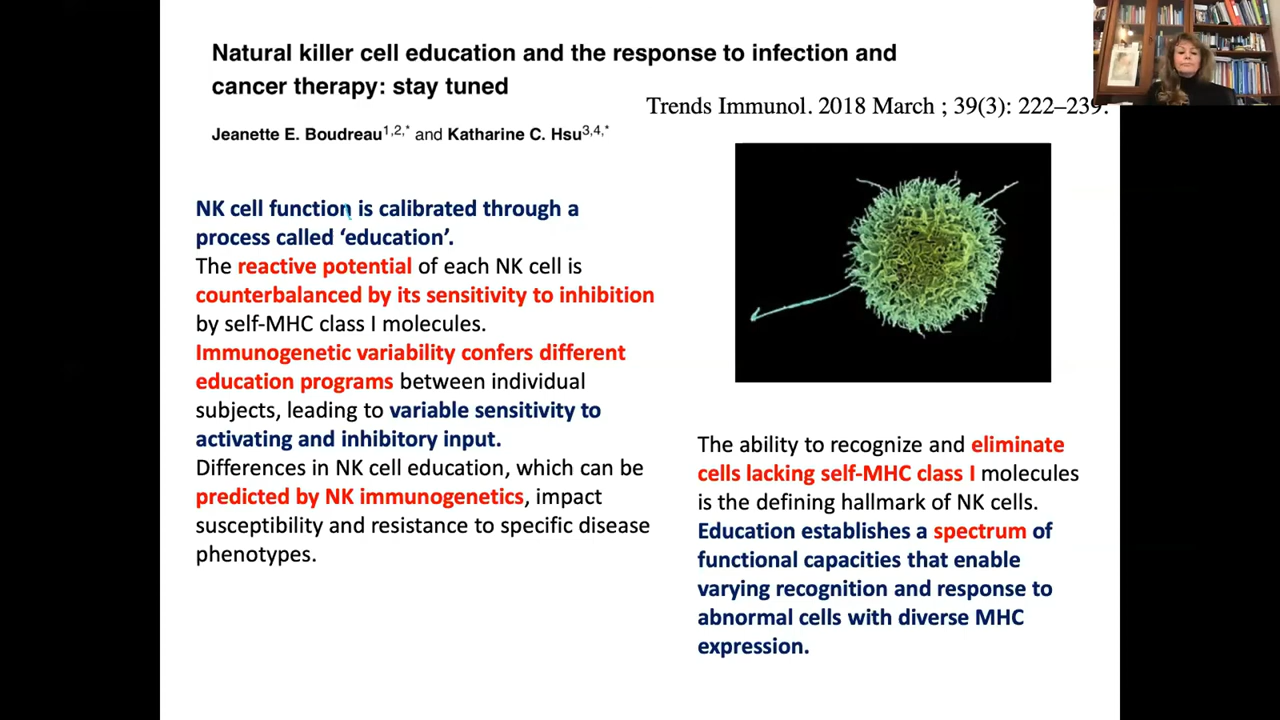 Natural killer cell education and the response to infection and
cancer therapy: stay tuned
Trends Immunol. 2018 March ; 39(3): 222–239.
Jeanette E. Boudreau1,2,* and Katharine C. Hsu3,4,*
NK cell function is calibrated through a
process called ‘education’.
The reactive potential of each NK cell is
counterbalanced by its sensitivity to inhibition
by self-MHC class I molecules.
Immunogenetic variability confers different
education programs between individual
subjects, leading to variable sensitivity to
activating and inhibitory input.
Differences in NK cell education, which can be
predicted by NK immunogenetics, impact
susceptibility and resistance to specific disease
phenotypes.
The ability to recognize and eliminate
cells lacking self-MHC class I molecules
is the defining hallmark of NK cells.
Education establishes a spectrum of
functional capacities that enable
varying recognition and response to
abnormal cells with diverse MHC
expression.